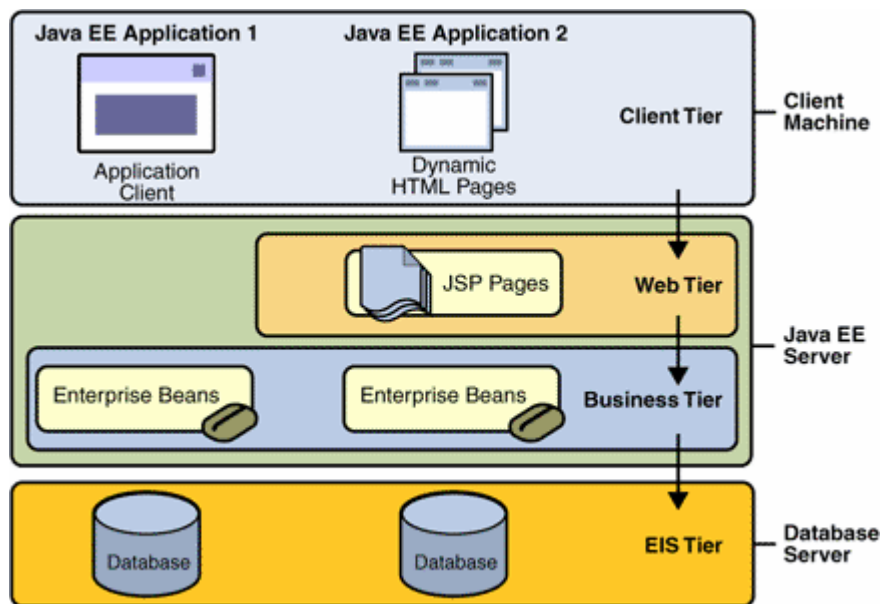 Java EE Application 1
Java EE Application 2
Application
Client
Dynamic
HTML Pages
Client Tier
Client
Machine
JSP Pages
Web Tier
Java EE
Server
Enterprise Beans
Enterprise Beans
Business Tier
Database
Database
EIS Tier
Database
Server